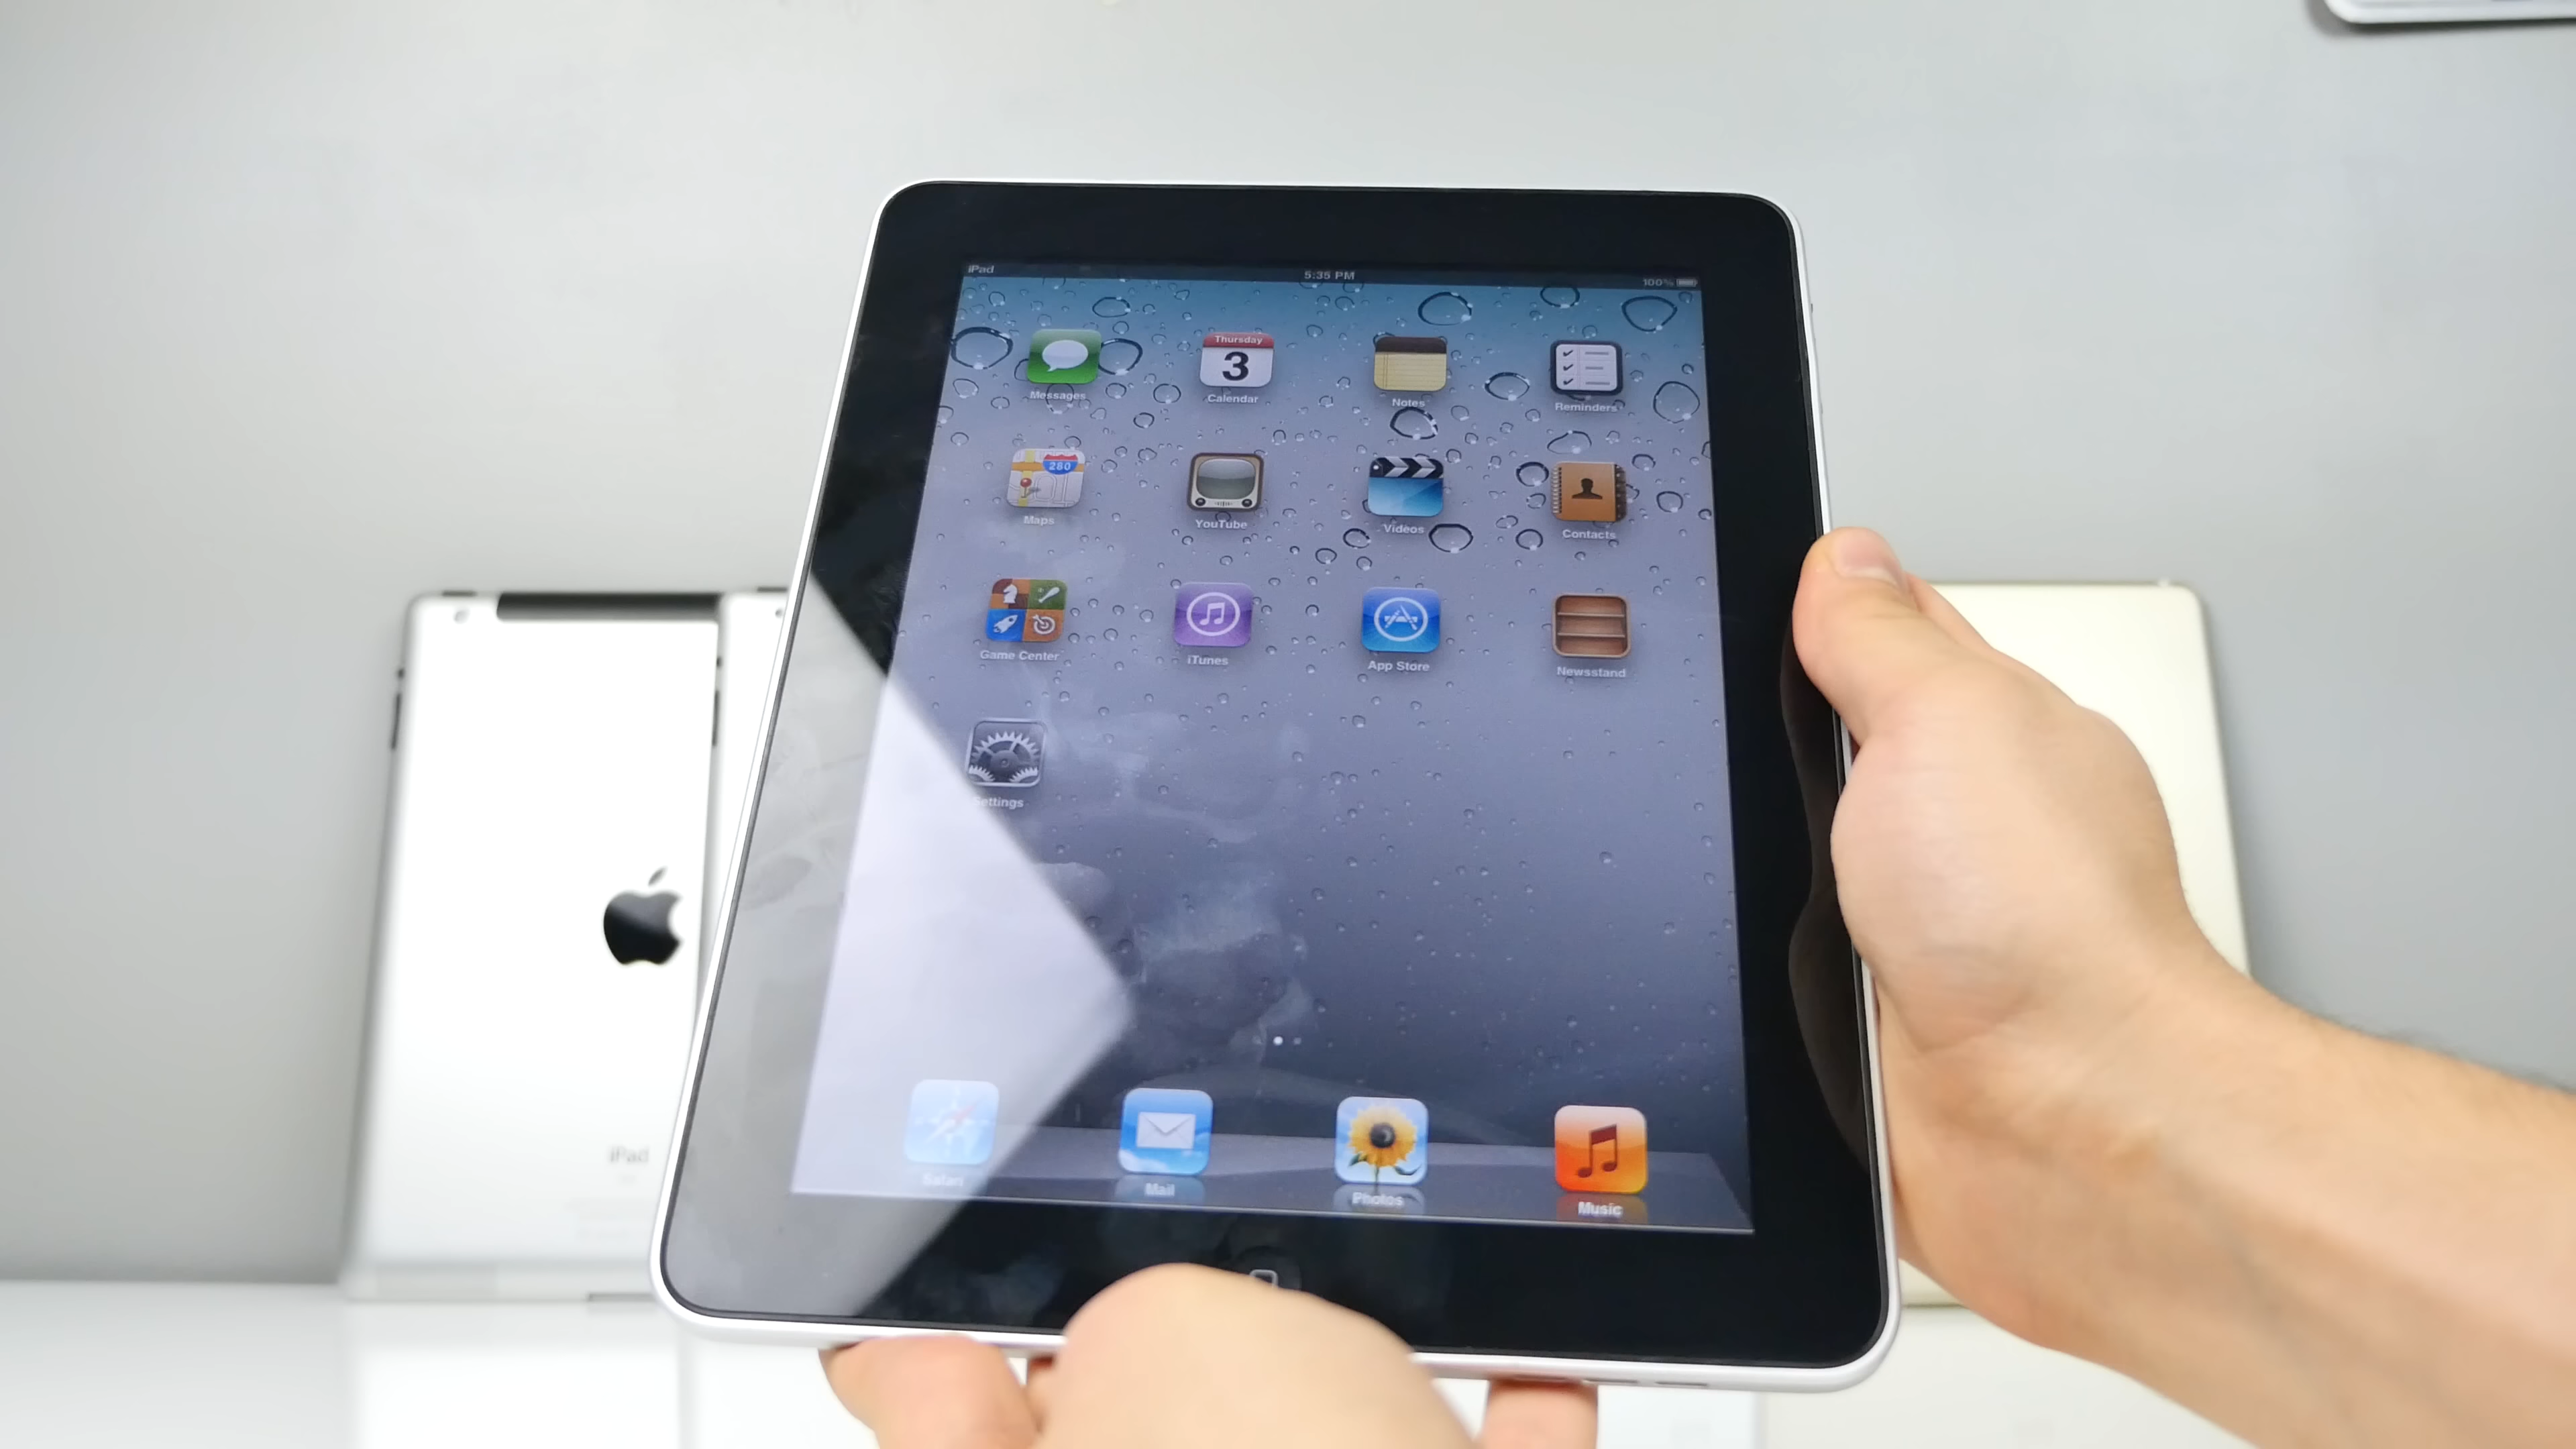 iPad 5:35 PM 100%
Thursday
3
Messages Calendar Notes Reminders
280
Maps YouTube Videos Contacts
Game Center iTunes App Store Newsstand
Settings
Safari Mail Photos Music
iPad